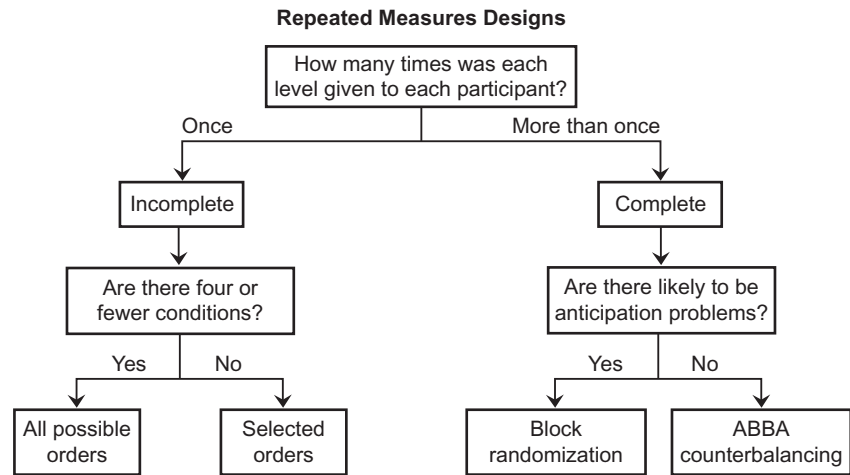 Repeated Measures Designs
How many times was each
level given to each participant?
Once
More than once
Incomplete
Complete
Are there four or
fewer conditions?
Are there likely to be
anticipation problems?
Yes
No
Yes
No
All possible
orders
Selected
orders
Block
randomization
ABBA
counterbalancing